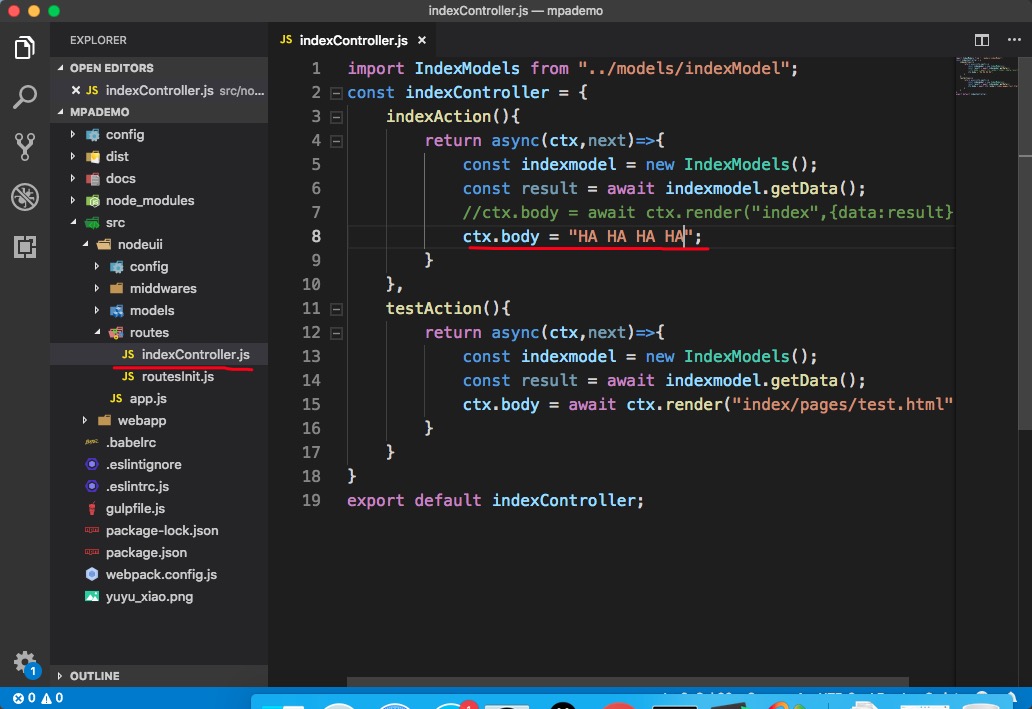 indexController.js — mpademo
EXPLORER
OPEN EDITORS
JS indexController.js src/no...
MPADEMO
config
dist
docs
node_modules
src
nodeuii
config
middwares
models
routes
JS indexController.js
JS routesInit.js
JS app.js
webapp
.babelrc
.eslintignore
.eslintrc.js
gulpfile.js
package-lock.json
package.json
webpack.config.js
yuyu_xiao.png
OUTLINE
1
0 0
JS indexController.js
1 import IndexModels from "../models/indexModel";
2 const indexController = {
3 indexAction(){
4 return async(ctx,next)=>{
5 const indexmodel = new IndexModels();
6 const result = await indexmodel.getData();
7 //ctx.body = await ctx.render("index",{data:result}
8 ctx.body = "HA HA HA HA";
9 }
10 },
11 testAction(){
12 return async(ctx,next)=>{
13 const indexmodel = new IndexModels();
14 const result = await indexmodel.getData();
15 ctx.body = await ctx.render("index/pages/test.html"
16 }
17 }
18 }
19 export default indexController;